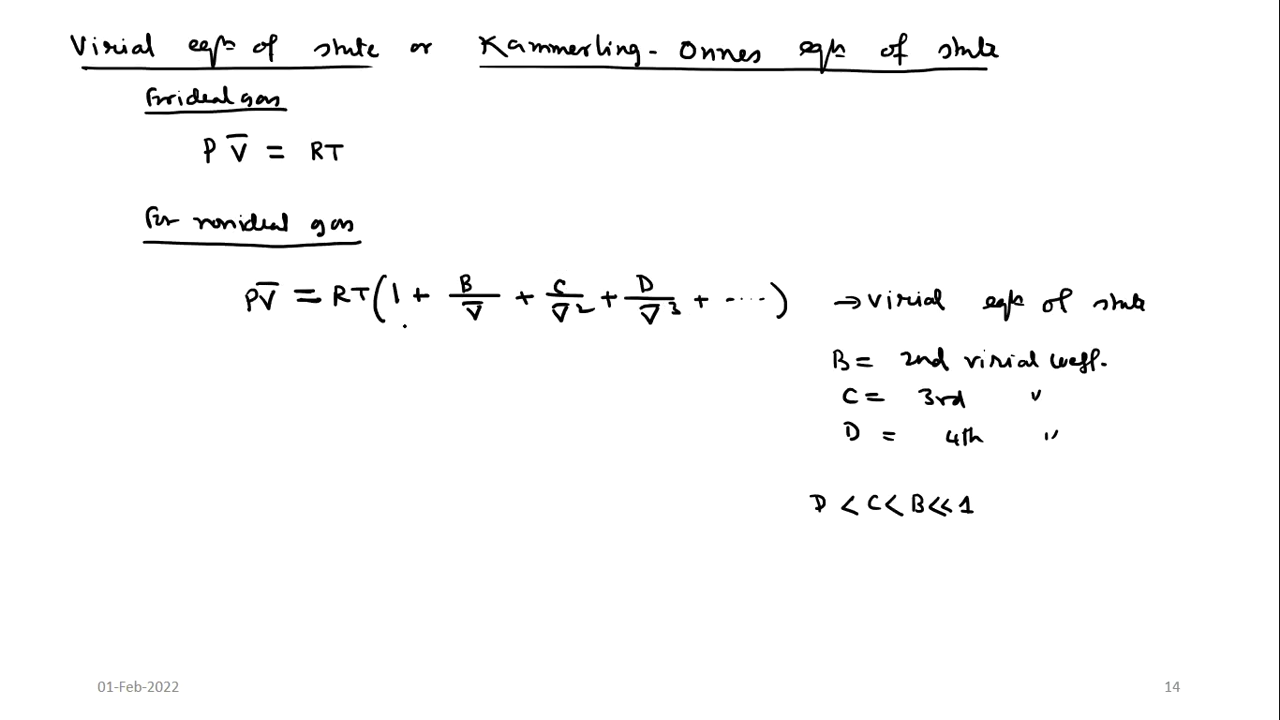 Virial eqn of state or Kammerling-Onnes eqn of state
For ideal gas
P V̅ = RT
For nonideal gas
PV̅ = RT(1 + B/V̅ + C/V̅² + D/V̅³ + ....) → virial eqn of state
B = 2nd virial coeff.
C = 3rd "
D = 4th "
D < C < B << 1
01-Feb-2022
14